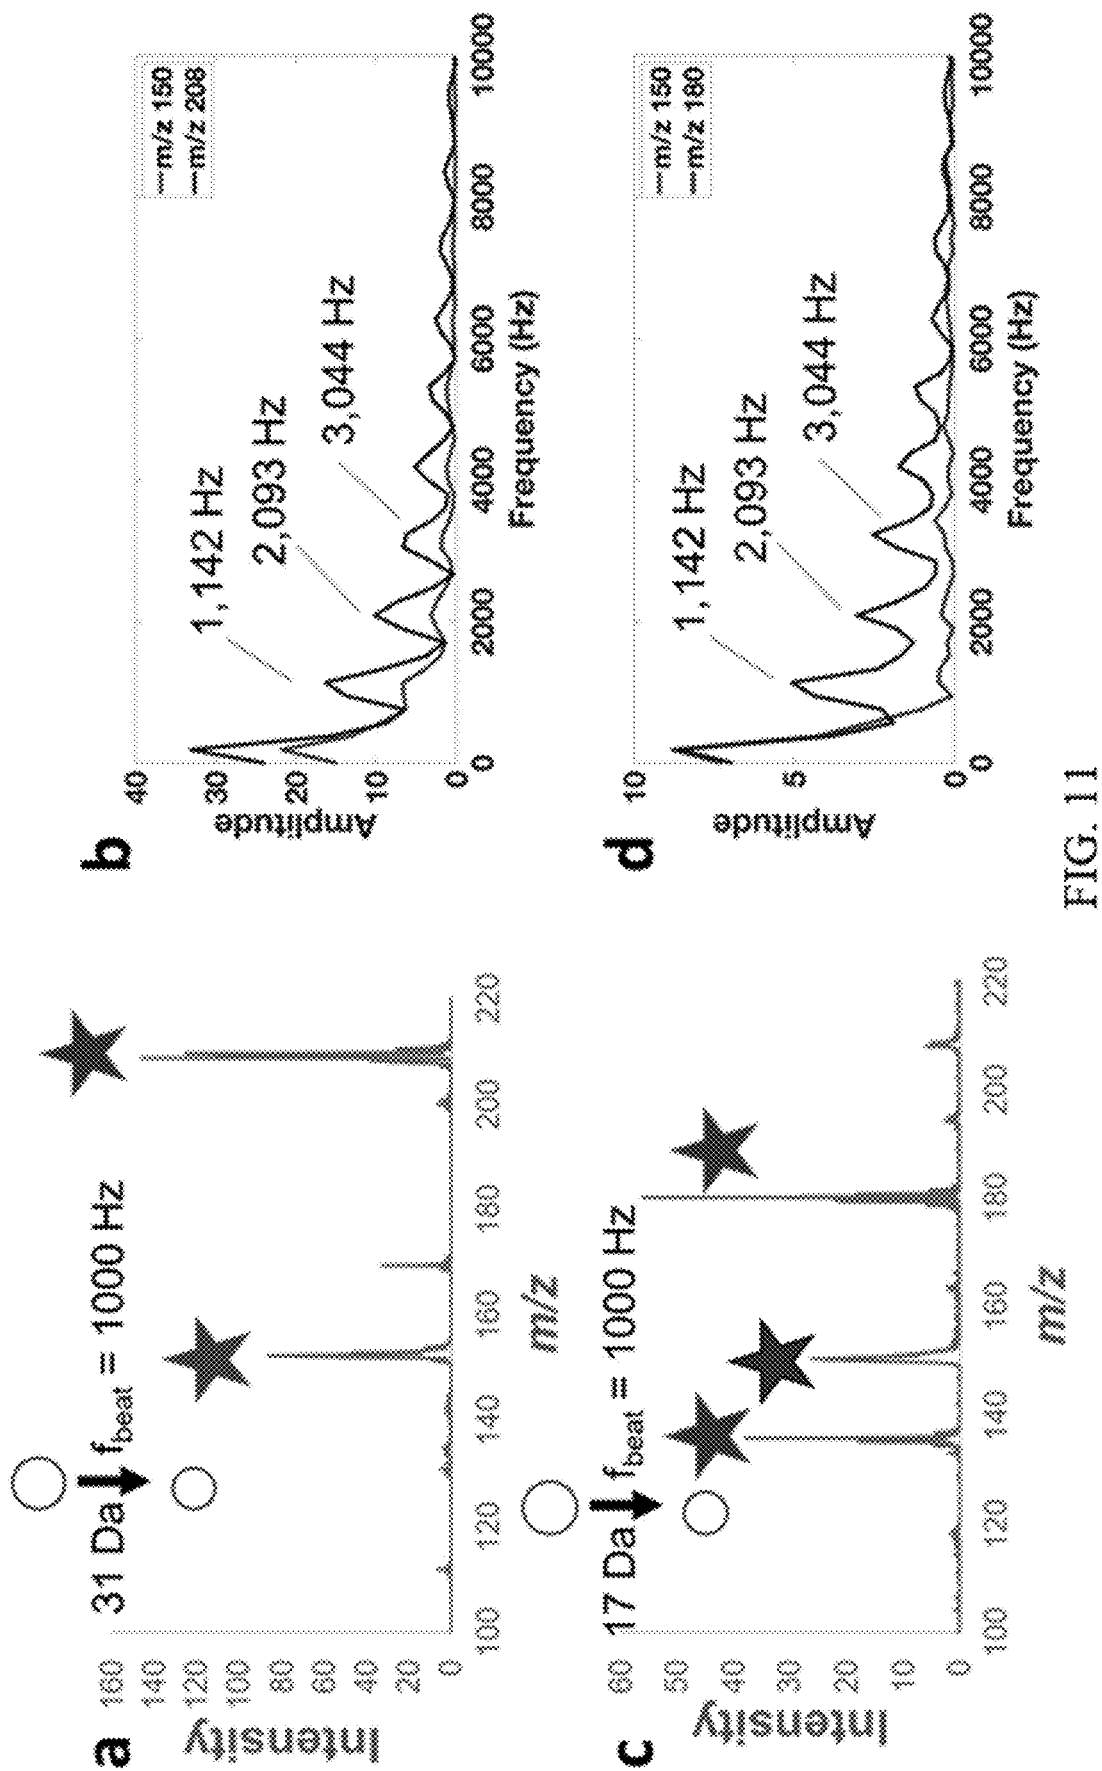 a
31 Da f_beat = 1000 Hz
Intensity
160
140
120
100
80
60
40
20
0
100
120
140
160
180
200
220
m/z
b
Amplitude
40
30
20
10
0
1,142 Hz
2,093 Hz
3,044 Hz
m/z 150
m/z 208
0
2000
4000
6000
8000
10000
Frequency (Hz)
c
17 Da f_beat = 1000 Hz
Intensity
60
50
40
30
20
10
0
100
120
140
160
180
200
220
m/z
d
Amplitude
10
5
0
1,142 Hz
2,093 Hz
3,044 Hz
m/z 150
m/z 180
0
2000
4000
6000
8000
10000
Frequency (Hz)
FIG. 11